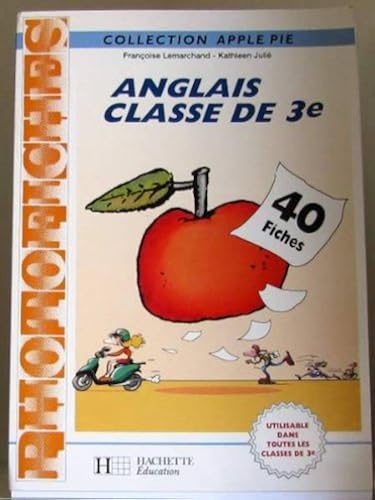 COLLECTION APPLE PIE
Françoise Lemarchand - Kathleen Julié
ANGLAIS
CLASSE DE 3e
PHOTOFICHES
40
Fiches
UTILISABLE
DANS
TOUTES LES
CLASSES DE 3e
H HACHETTE
Éducation